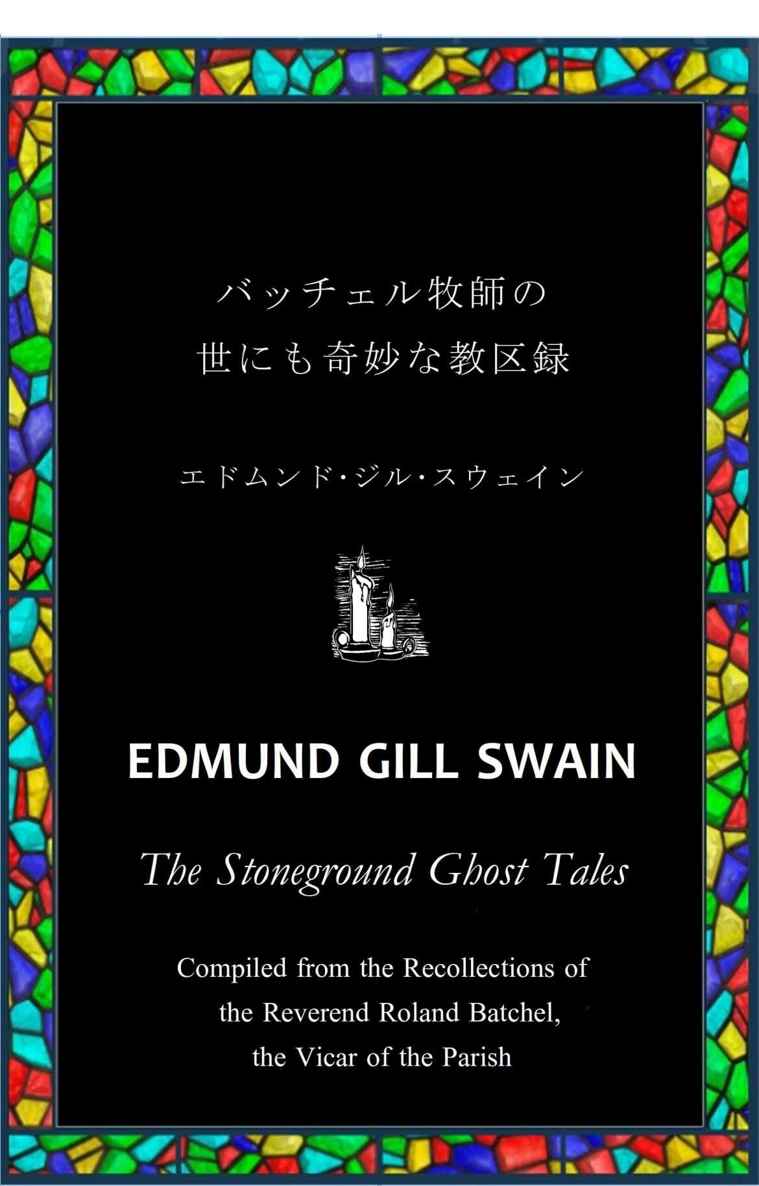 バッチェル牧師の
世にも奇妙な教区録
エドムンド・ジル・スウェイン
EDMUND GILL SWAIN
The Stoneground Ghost Tales
Compiled from the Recollections of
the Reverend Roland Batchel,
the Vicar of the Parish